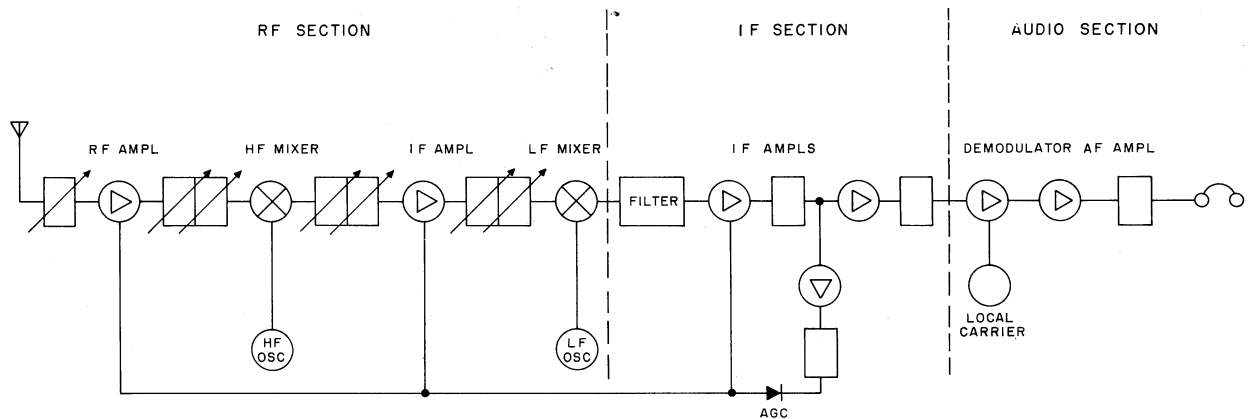 RF SECTION
IF SECTION
AUDIO SECTION
RF AMPL
HF MIXER
IF AMPL
LF MIXER
IF AMPLS
DEMODULATOR AF AMPL
FILTER
HF
OSC
LF
OSC
LOCAL
CARRIER
AGC